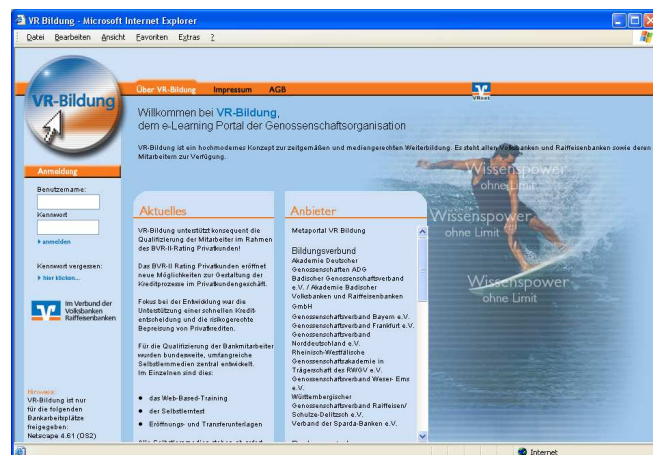 VR Bildung - Microsoft Internet Explorer
Datei Bearbeiten Ansicht Favoriten Extras ?
VR-Bildung
Über VR-Bildung Impressum AGB
VRnet
Willkommen bei VR-Bildung,
dem e-Learning Portal der Genossenschaftsorganisation
VR-Bildung ist ein hochmodernes Konzept zur zeitgemäßen und mediengerechten Weiterbildung. Es steht allen Volksbanken und Raiffeisenbanken sowie deren
Mitarbeitern zur Verfügung.
Anmeldung
Benutzername:
Kennwort
anmelden
Kennwort vergessen:
hier klicken...
Im Verbund der
Volksbanken
Raiffeisenbanken
Hinweis:
VR-Bildung ist nur
für die folgenden
Bankarbeitsplätze
freigegeben:
Netscape 4.61 (OS2)
Aktuelles
VR-Bildung unterstützt konsequent die
Qualifizierung der Mitarbeiter im Rahmen
des BVR-II-Rating Privatkunden!
Das BVR-II Rating Privatkunden eröffnet
neue Möglichkeiten zur Gestaltung der
Kreditprozesse im Privatkundengeschäft.
Fokus bei der Entwicklung war die
Unterstützung einer schnellen Kredit-
entscheidung und die risikogerechte
Bepreisung von Privatkrediten.
Für die Qualifizierung der Bankmitarbeiter
wurden bundesweite, umfangreiche
Selbstlernmedien zentral entwickelt.
Im Einzelnen sind dies:
• das Web-Based-Training
• der Selbstlerntest
• Eröffnungs- und Transferunterlagen
Alle Selbstlernmedien stehen ab sofort
Anbieter
Metaportal VR Bildung
Bildungsverbund
Akademie Deutscher
Genossenschaften ADG
Badischer Genossenschaftsverband
e.V. / Akademie Badischer
Volksbanken und Raiffeisenbanken
GmbH
Genossenschaftsverband Bayern e.V.
Genossenschaftsverband Frankfurt e.V.
Genossenschaftsverband
Norddeutschland e.V.
Rheinisch-Westfälische
Genossenschaftsakademie in
Trägerschaft des RWGV e.V.
Genossenschaftsverband Weser- Ems
e.V.
Württembergischer
Genossenschaftsverband Raiffeisen/
Schulze-Delitzsch e.V.
Verband der Sparda-Banken e.V.
Wissenspower
ohne Limit
Wissenspower
ohne Limit
Wissenspower
ohne Limit
Internet